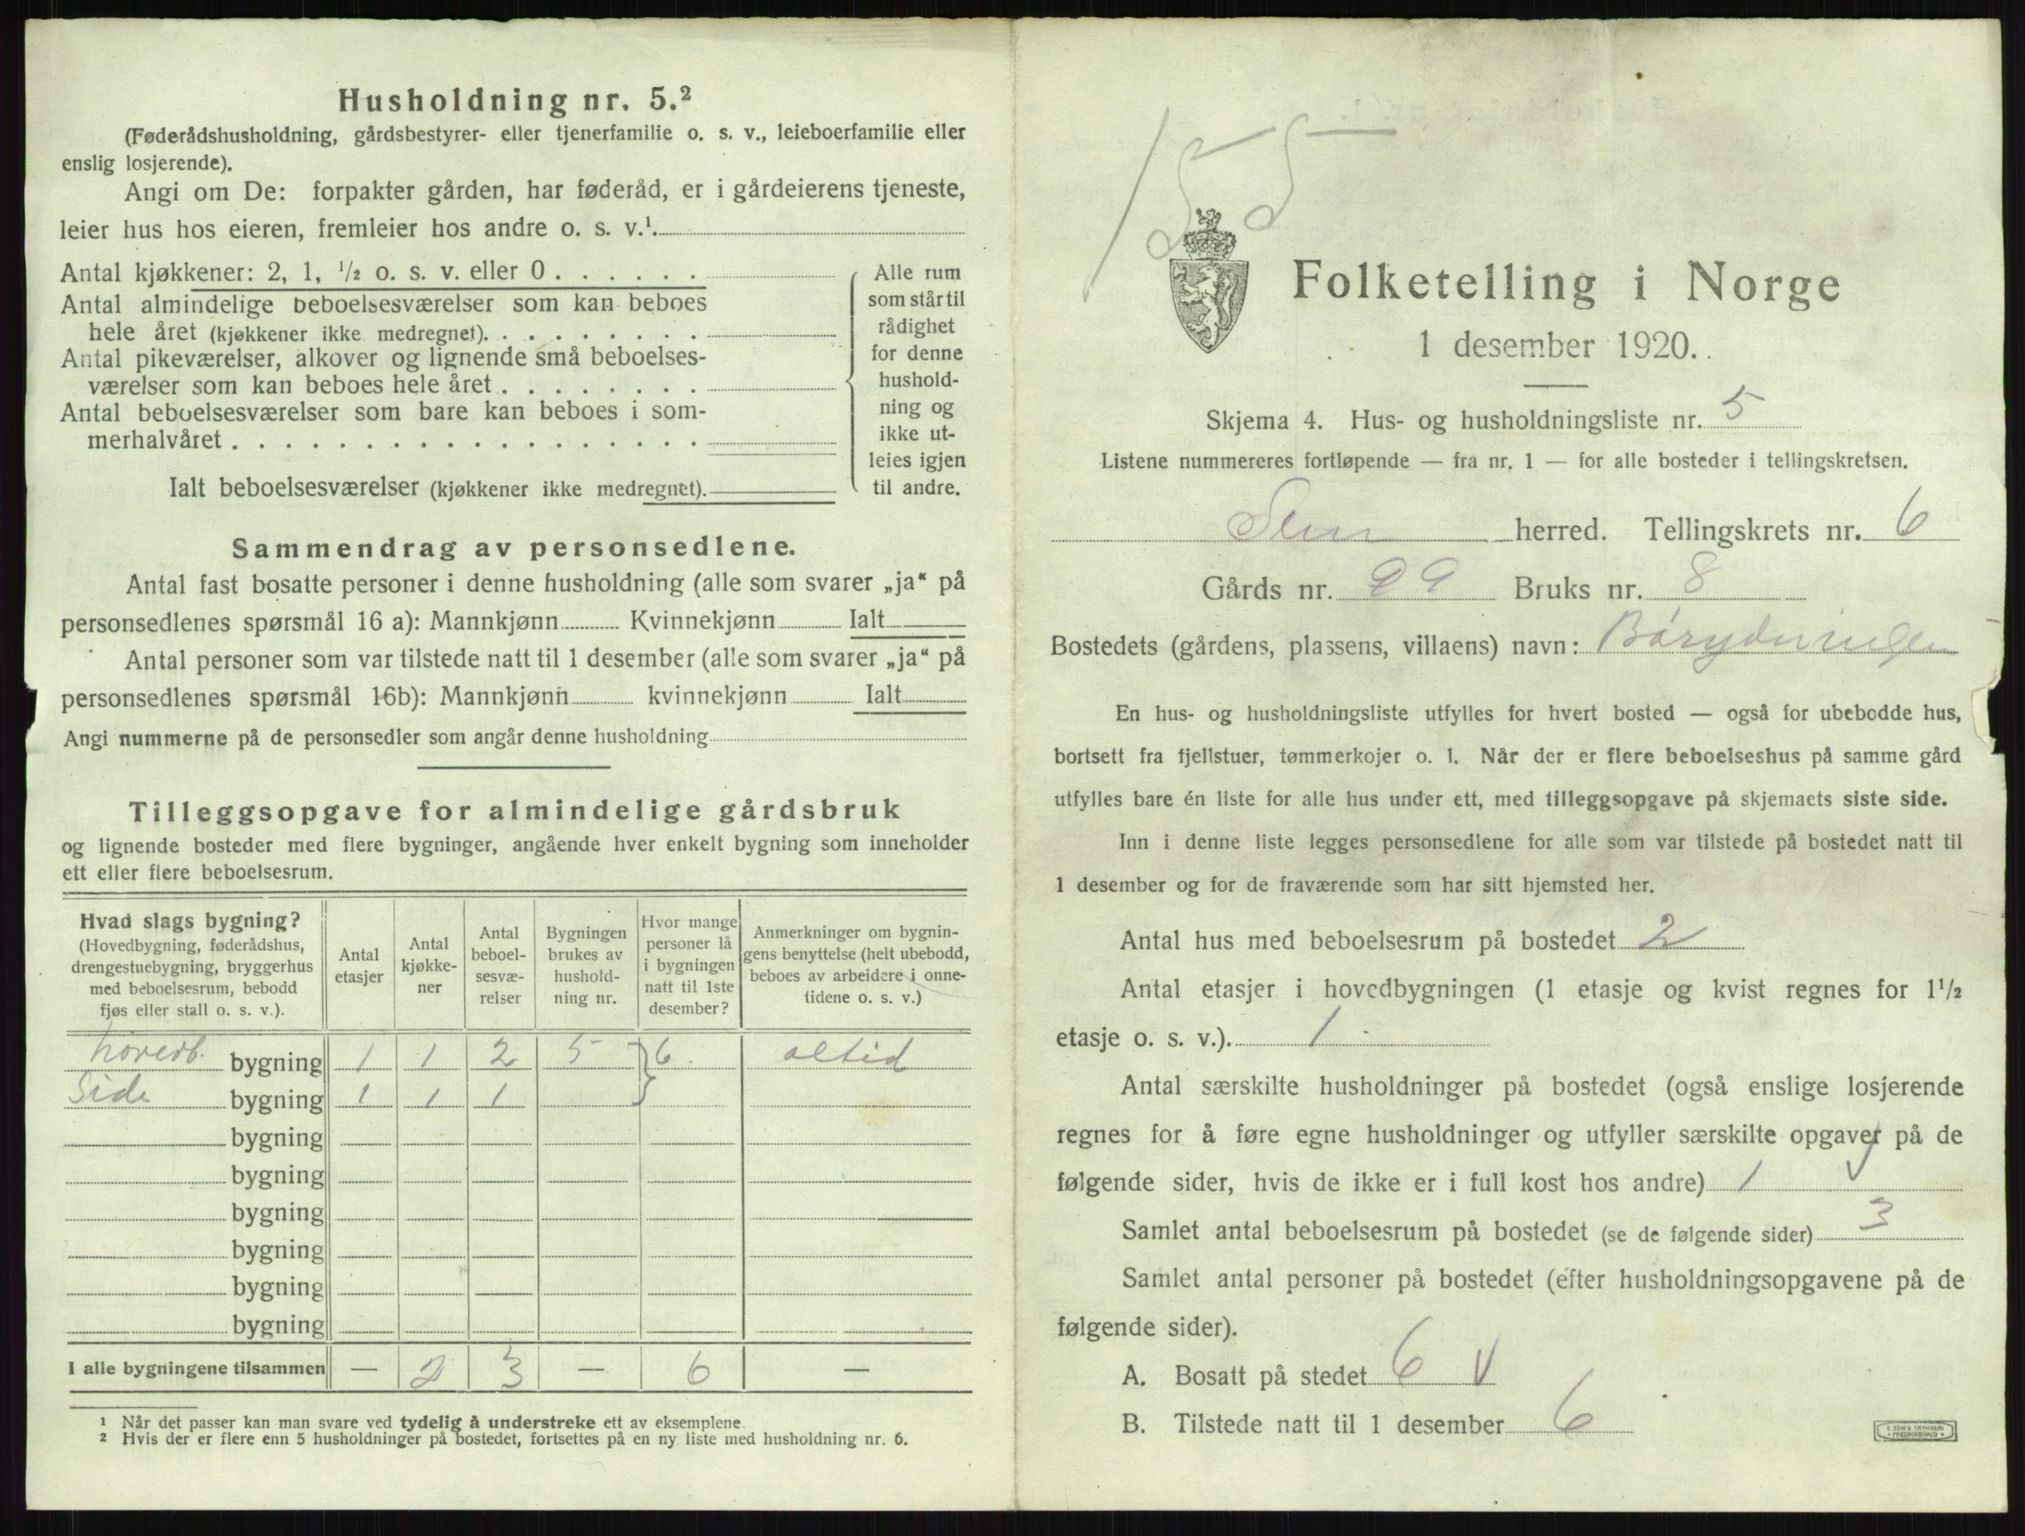 Husholdning nr. 5.²
(Føderådshusholdning, gårdsbestyrer- eller tjenerfamilie o. s. v., leieboerfamilie eller
enslig losjerende).
Angi om De: forpakter gården, har føderåd, er i gårdeierens tjeneste,
leier hus hos eieren, fremleier hos andre o. s. v.¹.
Antal kjøkkener: 2, 1, ½ o. s. v. eller 0 . . . . . .
Antal almindelige beboelsesværelser som kan beboes
hele året (kjøkkener ikke medregnet). . . . . . . . .
Antal pikeværelser, alkover og lignende små beboelses-
værelser som kan beboes hele året . . . . . . . .
Antal beboelsesværelser som bare kan beboes i som-
merhalvåret . . . . . . . . . . . . . . . . . .
Ialt beboelsesværelser (kjøkkener ikke medregnet).
Alle rum
som står til
rådighet
for denne
hushold-
ning og
ikke ut-
leies igjen
til andre.
Sammendrag av personsedlene.
Antal fast bosatte personer i denne husholdning (alle som svarer „ja“ på
personsedlenes spørsmål 16 a): Mannkjønn Kvinnekjønn Ialt
Antal personer som var tilstede natt til 1 desember (alle som svarer „ja“ på
personsedlenes spørsmål 16b): Mannkjønn kvinnekjønn Ialt
Angi nummerne på de personsedler som angår denne husholdning
Tilleggsopgave for almindelige gårdsbruk
og lignende bosteder med flere bygninger, angående hver enkelt bygning som inneholder
ett eller flere beboelsesrum.
Hvad slags bygning?
(Hovedbygning, føderådshus,
drengestuebygning, bryggerhus
med beboelsesrum, bebodd
fjøs eller stall o. s. v.).
Antal
etasjer
Antal
kjøkke-
ner
Antal
beboel-
sesvæ-
relser
Bygningen
brukes av
hushold-
ning nr.
Hvor mange
personer lå
i bygningen
natt til 1ste
desember?
Anmerkninger om bygnin-
gens benyttelse (helt ubebodd,
beboes av arbeidere i onne-
tidene o. s. v.)
hovedb. bygning 1 1 2 5 6 altid
Side bygning 1 1 1
bygning
bygning
bygning
bygning
bygning
bygning
I alle bygningene tilsammen — 2 3 — 6 —
¹ Når det passer kan man svare ved tydelig å understreke ett av eksemplene.
² Hvis der er flere enn 5 husholdninger på bostedet, fortsettes på en ny liste med husholdning nr. 6.
155
Folketelling i Norge
1 desember 1920.
Skjema 4. Hus- og husholdningsliste nr. 5
Listene nummereres fortløpende — fra nr. 1 — for alle bosteder i tellingskretsen.
Sem herred. Tellingskrets nr. 6
Gårds nr. 99 Bruks nr. 8
Bostedets (gårdens, plassens, villaens) navn:
En hus- og husholdningsliste utfylles for hvert bosted — også for ubebodde hus,
bortsett fra fjellstuer, tømmerkojer o. l. Når der er flere beboelseshus på samme gård
utfylles bare én liste for alle hus under ett, med tilleggsopgave på skjemaets siste side.
Inn i denne liste legges personsedlene for alle som var tilstede på bostedet natt til
1 desember og for de fraværende som har sitt hjemsted her.
Antal hus med beboelsesrum på bostedet 2
Antal etasjer i hovedbygningen (1 etasje og kvist regnes for 1½
etasje o. s. v.). 1
Antal særskilte husholdninger på bostedet (også enslige losjerende
regnes for å føre egne husholdninger og utfyller særskilte opgaver på de
følgende sider, hvis de ikke er i full kost hos andre) 1
Samlet antal beboelsesrum på bostedet (se de følgende sider) 3
Samlet antal personer på bostedet (efter husholdningsopgavene på de
følgende sider).
A. Bosatt på stedet 6
B. Tilstede natt til 1 desember 6